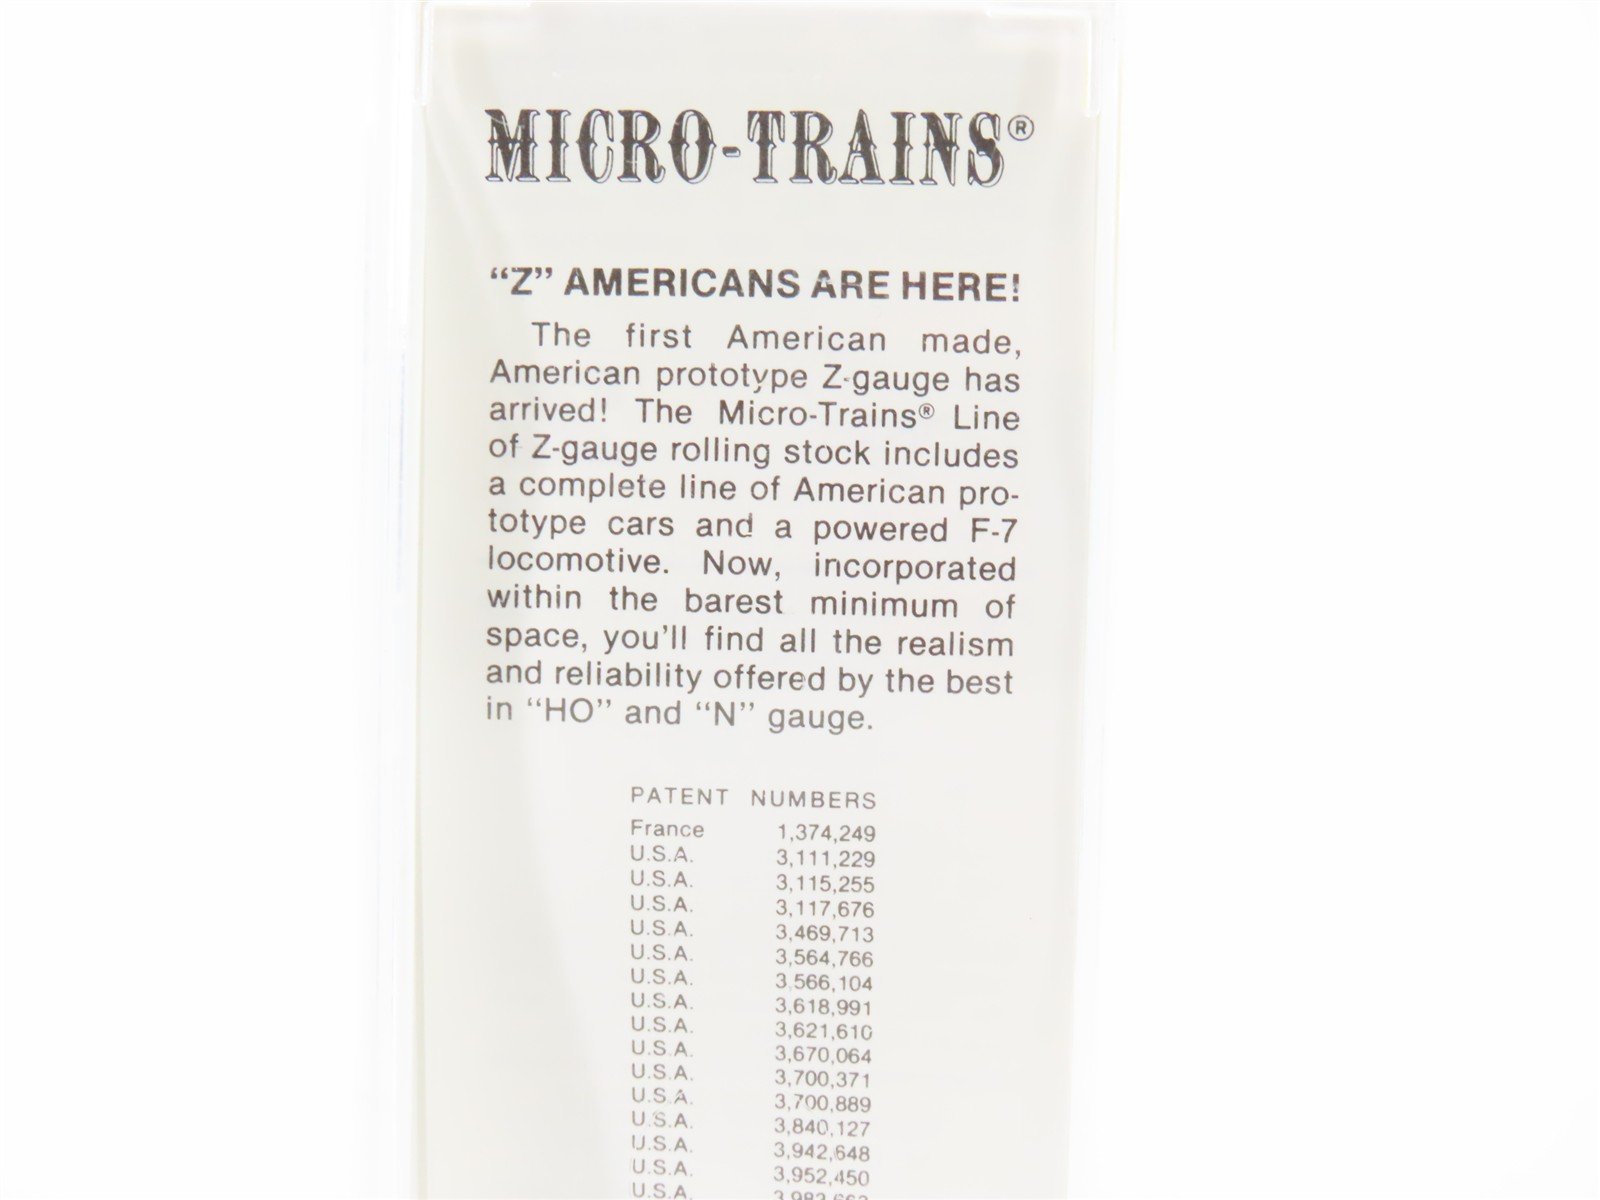 MICRO-TRAINS®
“Z” AMERICANS ARE HERE!
The first American made,
American prototype Z-gauge has
arrived! The Micro-Trains® Line
of Z-gauge rolling stock includes
a complete line of American pro-
totype cars and a powered F-7
locomotive. Now, incorporated
within the barest minimum of
space, you'll find all the realism
and reliability offered by the best
in “HO” and “N” gauge.
PATENT NUMBERS
France 1,374,249
U.S.A. 3,111,229
U.S.A. 3,115,255
U.S.A. 3,117,676
U.S.A. 3,469,713
U.S.A. 3,564,766
U.S.A. 3,566,104
U.S.A. 3,618,991
U.S.A. 3,621,610
U.S.A. 3,670,064
U.S.A. 3,700,371
U.S.A. 3,700,889
U.S.A. 3,840,127
U.S.A. 3,942,648
U.S.A. 3,952,450
U.S.A.